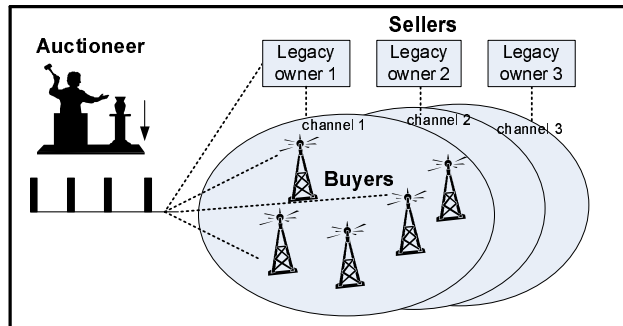 Sellers
Auctioneer
Legacy owner 1
Legacy owner 2
Legacy owner 3
channel 1
channel 2
channel 3
Buyers